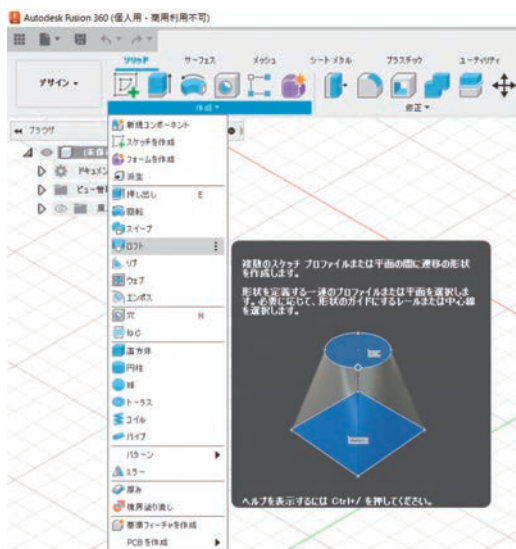 Autodesk Fusion 360 (個人用 - 商用利用不可)
ソリッド サーフェス メッシュ シート メタル プラスチック ユーティリティ
デザイン
作成 修正
ブラウザ
新規コンポーネント
スケッチを作成
フォームを作成
派生
押し出し E
回転
スイープ
ロフト
リブ
ウェブ
エンボス
穴 H
ねじ
直方体
円柱
球
トーラス
コイル
パイプ
パターン
ミラー
厚み
境界塗り潰し
基準フィーチャを作成
PCB を作成
複数のスケッチ プロファイルまたは平面の間に遷移の形状
を作成します。
形状を定義する一連のプロファイルまたは平面を選択しま
す。必要に応じて、形状のガイドにするレールまたは中心線
を選択します。
ヘルプを表示するには Ctrl+/ を押してください。